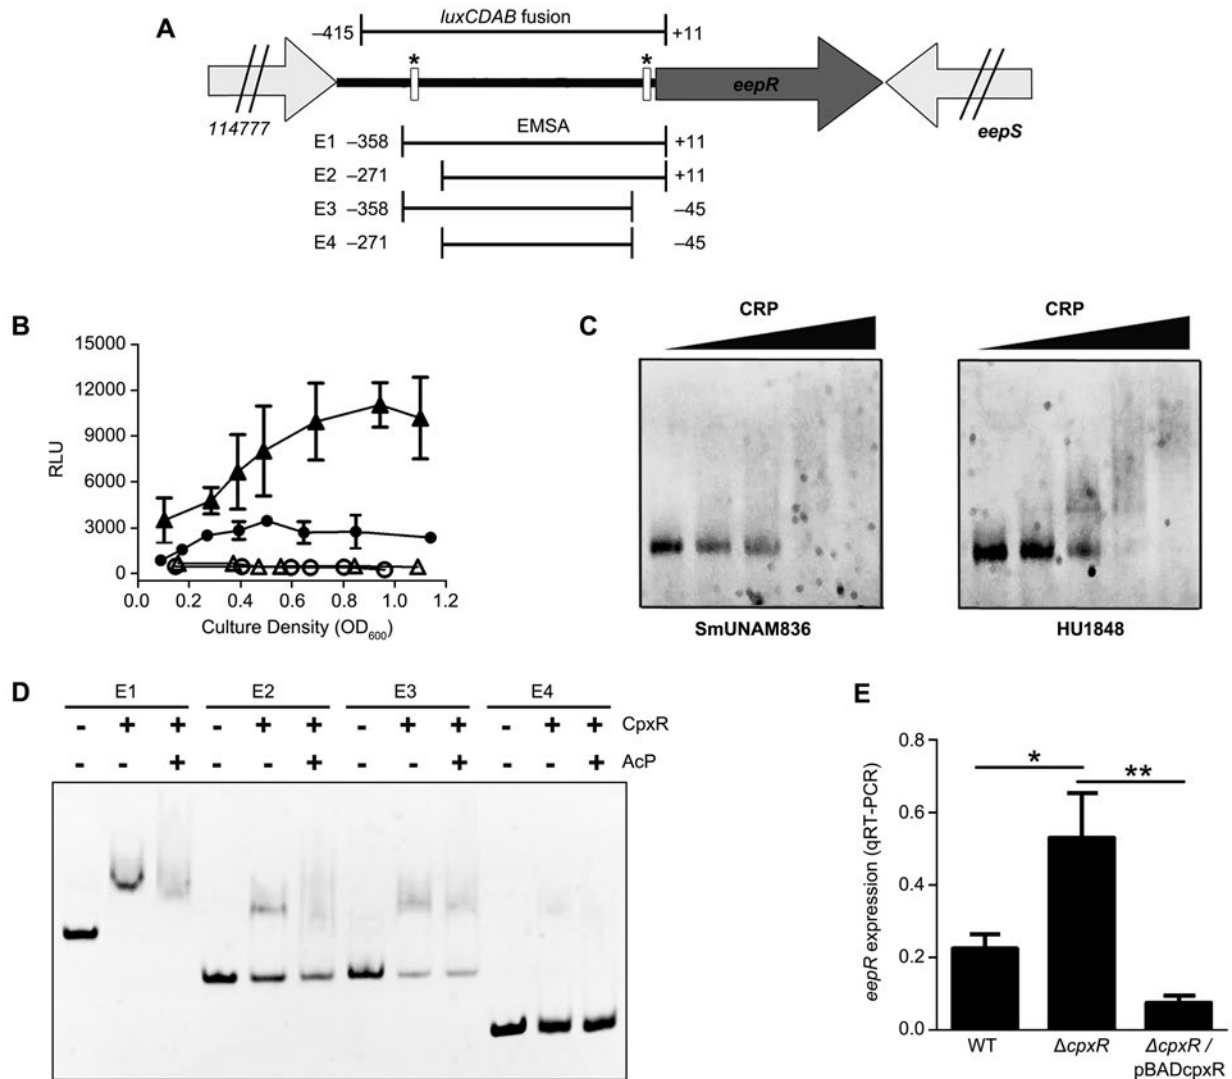 A
luxCDAB fusion
–415 +11
* *
114777 eepR eepS
EMSA
E1 –358 +11
E2 –271 +11
E3 –358 –45
E4 –271 –45
B
15000
12000
9000
6000
3000
0
RLU
0.0 0.2 0.4 0.6 0.8 1.0 1.2
Culture Density (OD600)
C
CRP CRP
SmUNAM836 HU1848
D
E1 E2 E3 E4
- + + - + + - + + - + + CpxR
- - + - - + - - + - - + AcP
E
0.8
0.6
0.4
0.2
0.0
eepR expression (qRT-PCR)
* **
WT ΔcpxR ΔcpxR /
pBADcpxR